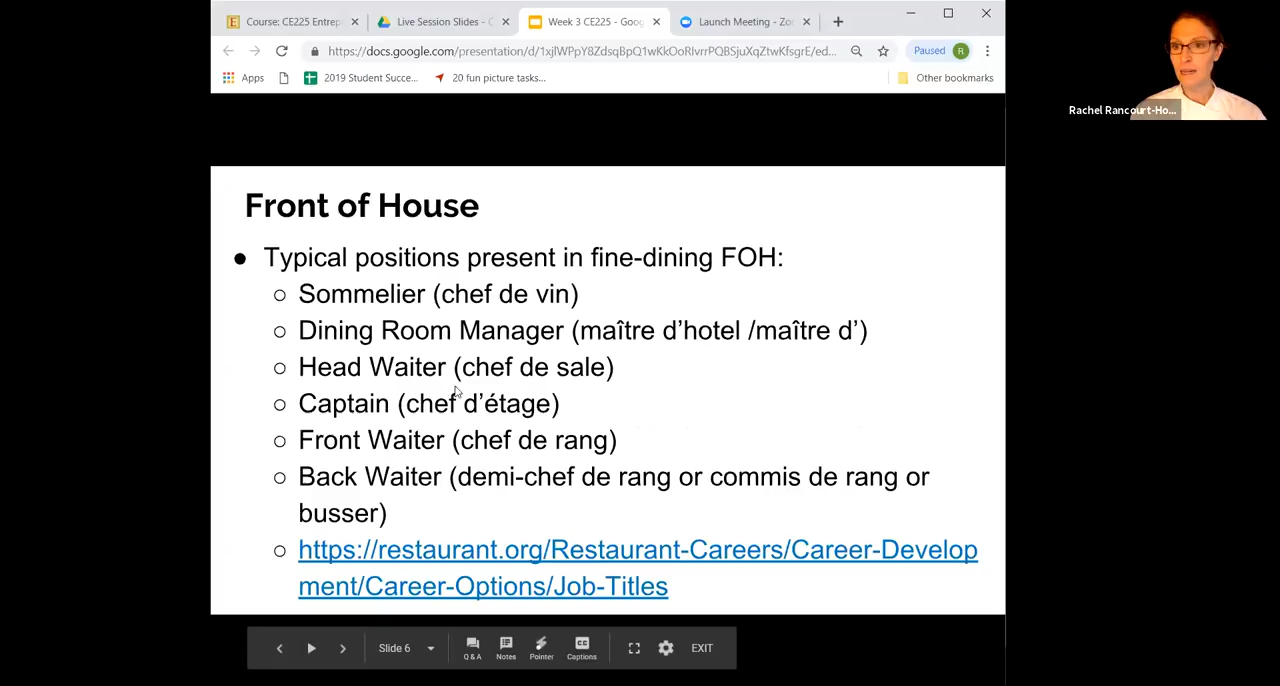 Course: CE225 Entrep
Live Session Slides - C
Week 3 CE225 - Goog
Launch Meeting - Zo
https://docs.google.com/presentation/d/1xjlWPpY8ZdsqBpQ1wKkOoRIvrrPQBSjuXqZtwKfsgrE/ed...
Paused R
Apps
2019 Student Succe...
20 fun picture tasks...
Other bookmarks
Rachel Rancourt-Ho...
Front of House
● Typical positions present in fine-dining FOH:
○ Sommelier (chef de vin)
○ Dining Room Manager (maître d’hotel /maître d’)
○ Head Waiter (chef de sale)
○ Captain (chef d’étage)
○ Front Waiter (chef de rang)
○ Back Waiter (demi-chef de rang or commis de rang or
busser)
○ https://restaurant.org/Restaurant-Careers/Career-Develop
ment/Career-Options/Job-Titles
Slide 6
Q & A
Notes
Pointer
CC
Captions
EXIT